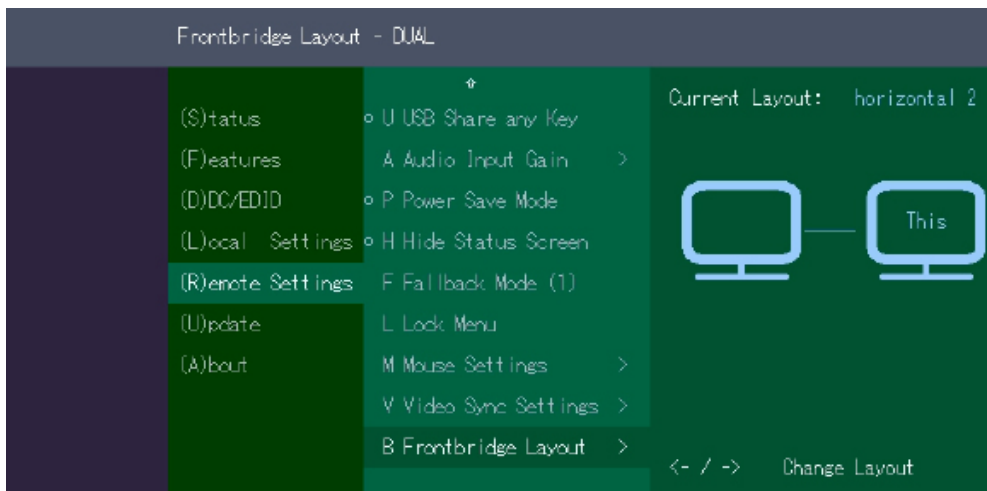 Frontbridge Layout - DUAL
(S)tatus
(F)eatures
(D)DC/EDID
(L)ocal Settings
(R)emote Settings
(U)pdate
(A)bout
U USB Share any Key
A Audio Input Gain >
P Power Save Mode
H Hide Status Screen
F Fallback Mode (1)
L Lock Menu
M Mouse Settings >
V Video Sync Settings >
B Frontbridge Layout >
Current Layout: horizontal 2
This
<- / -> Change Layout